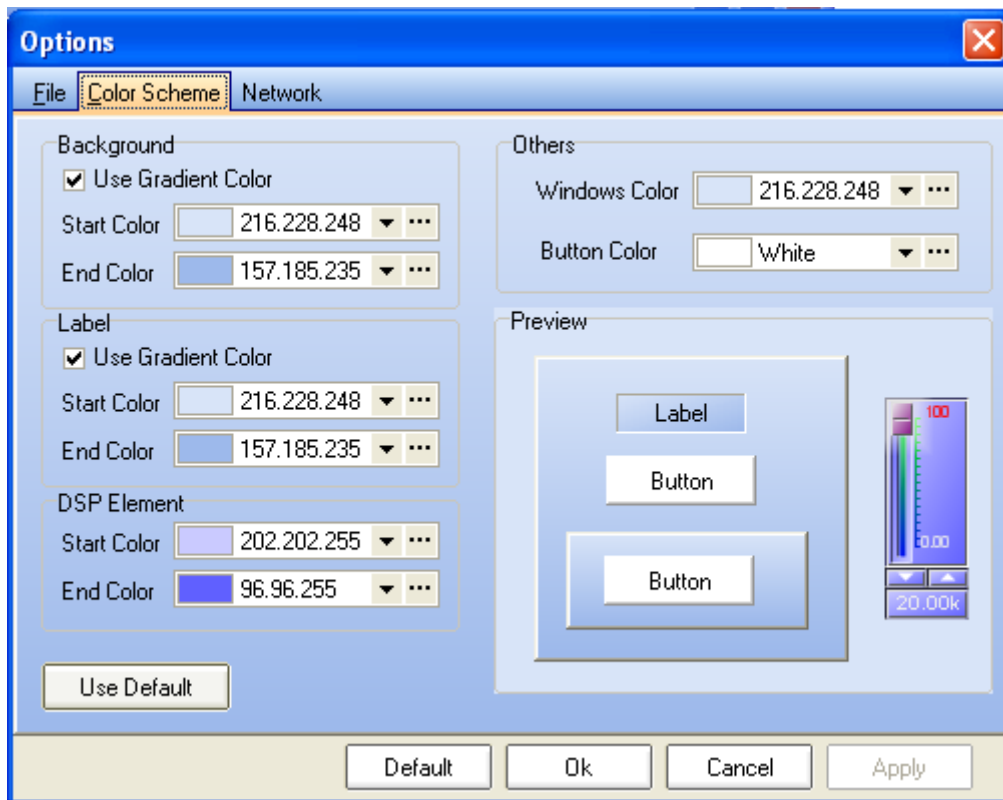 Options
File Color Scheme Network
Background
Use Gradient Color
Start Color 216.228.248
End Color 157.185.235
Label
Use Gradient Color
Start Color 216.228.248
End Color 157.185.235
DSP Element
Start Color 202.202.255
End Color 96.96.255
Use Default
Others
Windows Color 216.228.248
Button Color White
Preview
Label
Button
Button
100
0.00
20.00k
Default Ok Cancel Apply